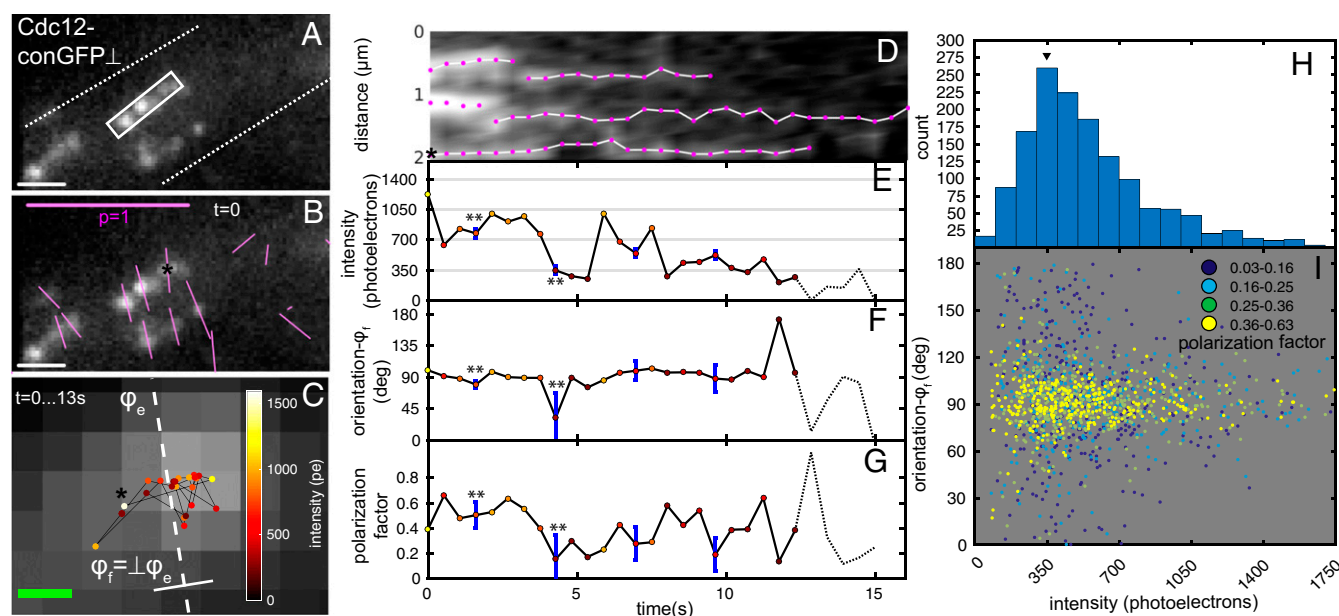 Cdc12-
conGFP⊥
A
p=1
t=0
B
*
t=0...13s
C
φe
*
φf=⊥φe
1500
1000
500
0
intensity (pe)
D
distance (μm)
0
1
2
*
E
intensity
(photoelectrons)
1400
1050
700
350
0
**
**
F
orientation-φf
(deg)
180
135
90
45
0
**
**
G
polarization
factor
0.8
0.6
0.4
0.2
0
**
**
0
5
10
15
time(s)
H
count
300
275
250
225
200
175
150
125
100
75
50
25
I
0.03-0.16
0.16-0.25
0.25-0.36
0.36-0.63
polarization factor
orientation-φf (deg)
180
150
120
90
60
30
0
0
350
700
1050
1400
1750
intensity (photoelectrons)